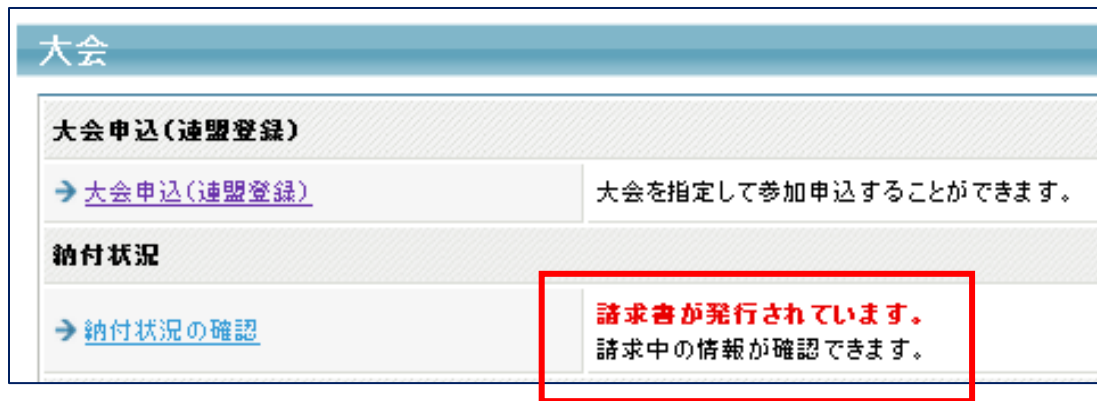 大会
大会申込(連盟登録)
大会申込(連盟登録)
大会を指定して参加申込することができます。
納付状況
納付状況の確認
請求書が発行されています。
請求中の情報が確認できます。